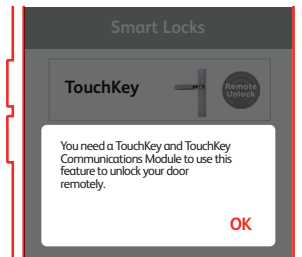 Smart Locks
TouchKey
Remote
Unlock
You need a TouchKey and TouchKey
Communications Module to use this
feature to unlock your door
remotely.
OK